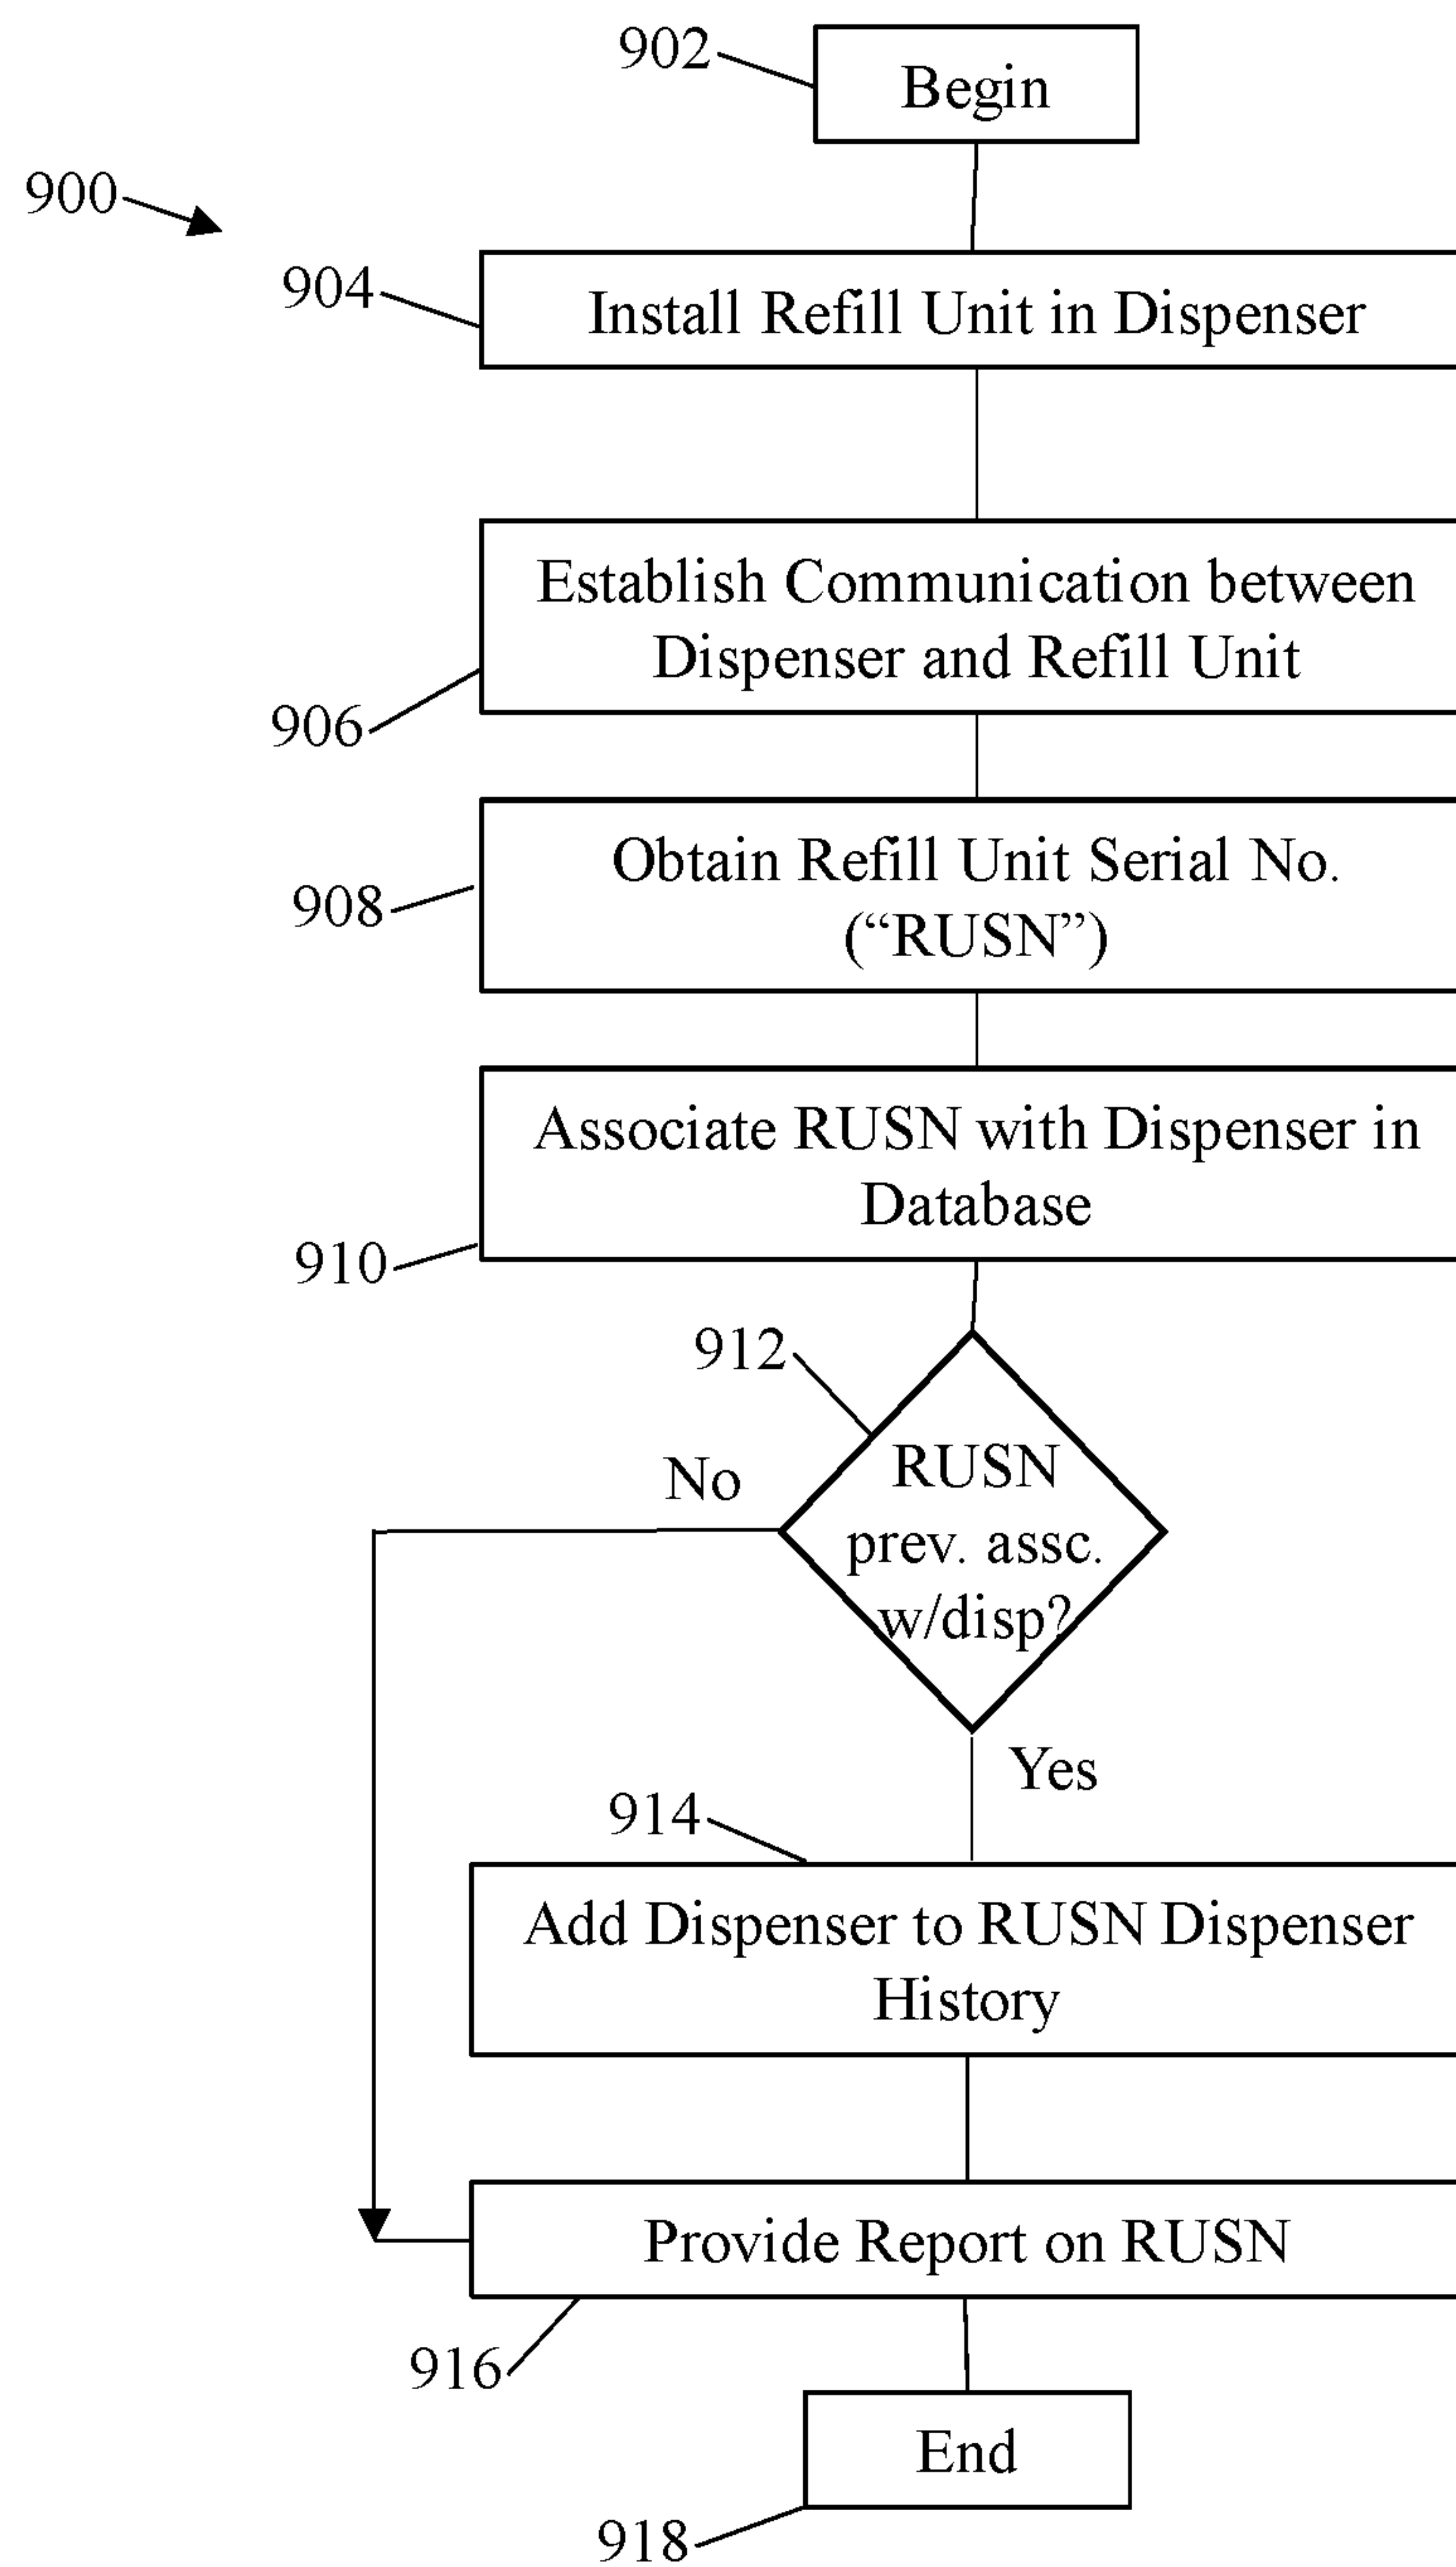 902
Begin
900
904
Install Refill Unit in Dispenser
Establish Communication between
Dispenser and Refill Unit
906
Obtain Refill Unit Serial No.
908
(“RUSN”)
Associate RUSN with Dispenser in
Database
910
912
No
RUSN
prev. assc.
w/disp?
Yes
914
Add Dispenser to RUSN Dispenser
History
Provide Report on RUSN
916
End
918